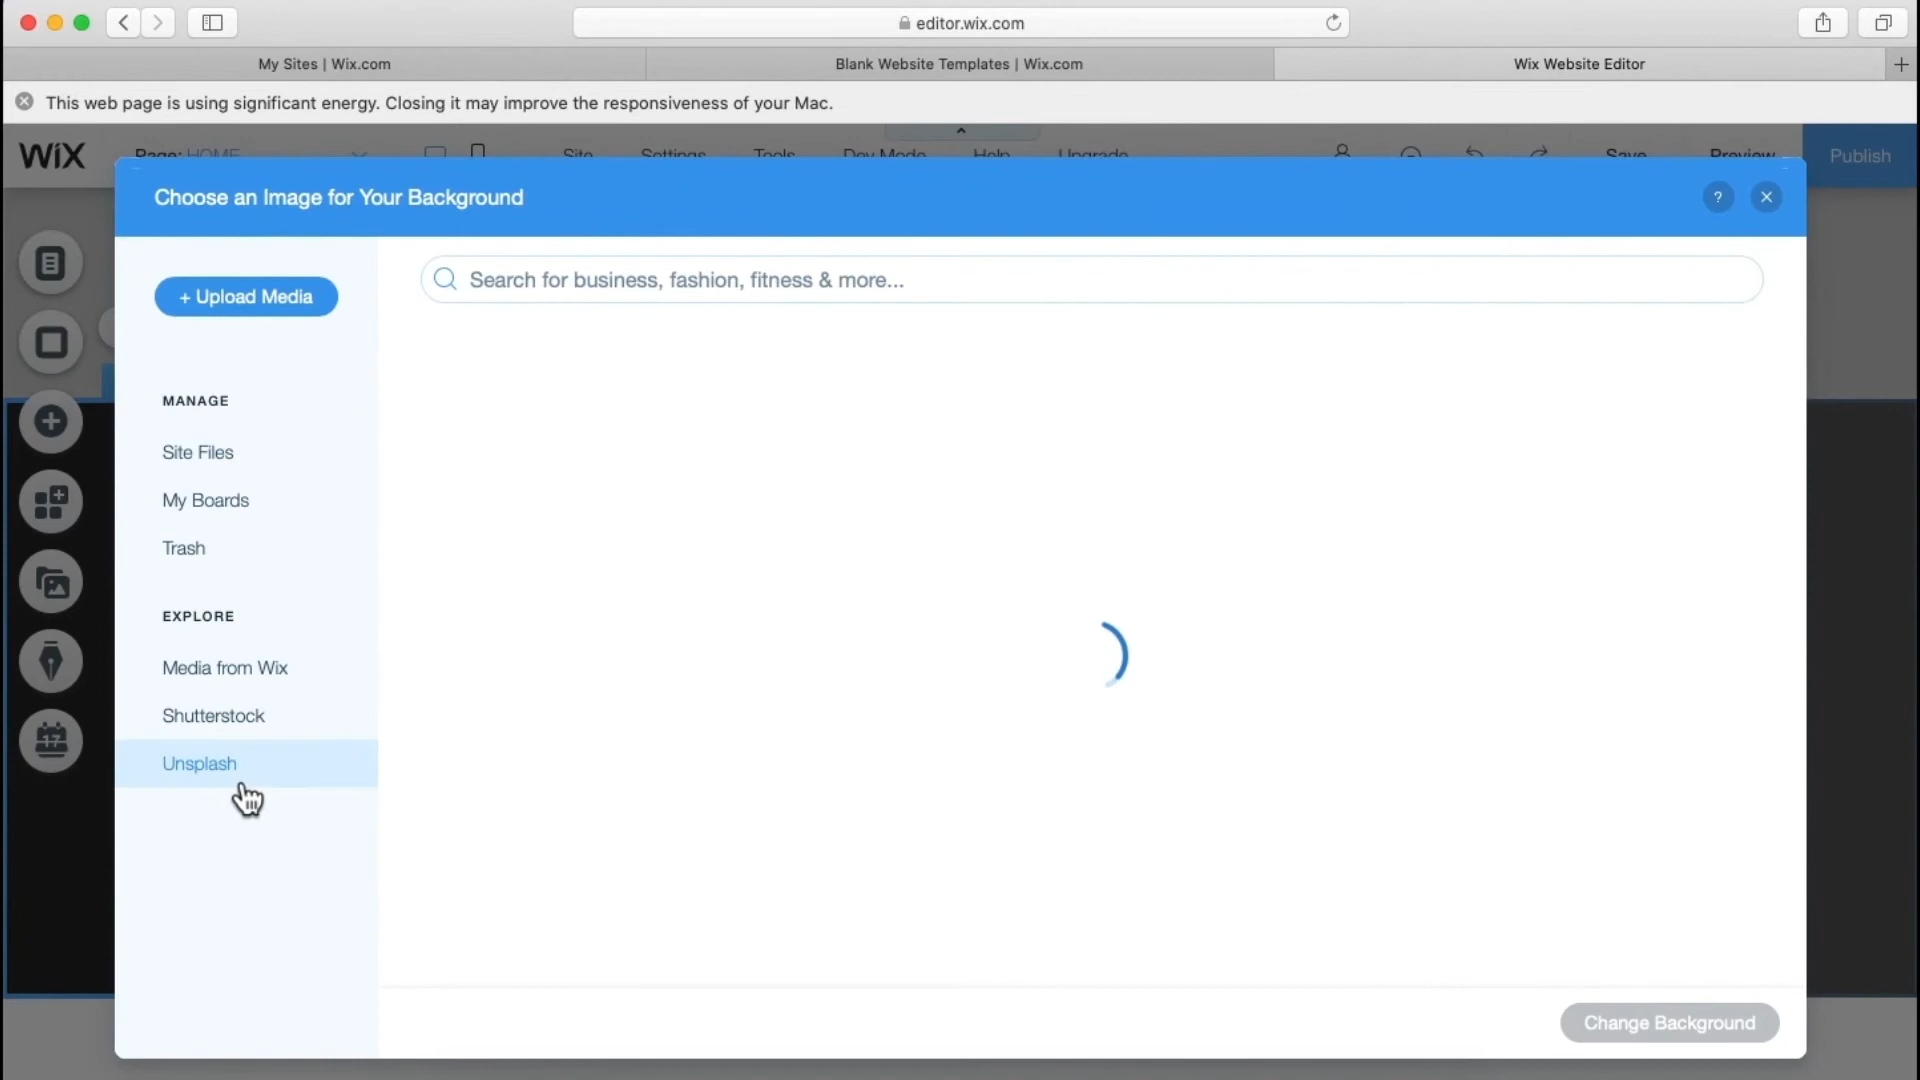 editor.wix.com
My Sites | Wix.com
Blank Website Templates | Wix.com
Wix Website Editor
This web page is using significant energy. Closing it may improve the responsiveness of your Mac.
WiX
Page: HOME
Site
Settings
Tools
Dev Mode
Help
Upgrade
Save
Preview
Publish
Choose an Image for Your Background
?
+ Upload Media
Search for business, fashion, fitness & more...
MANAGE
Site Files
My Boards
Trash
EXPLORE
Media from Wix
Shutterstock
Unsplash
17
Change Background